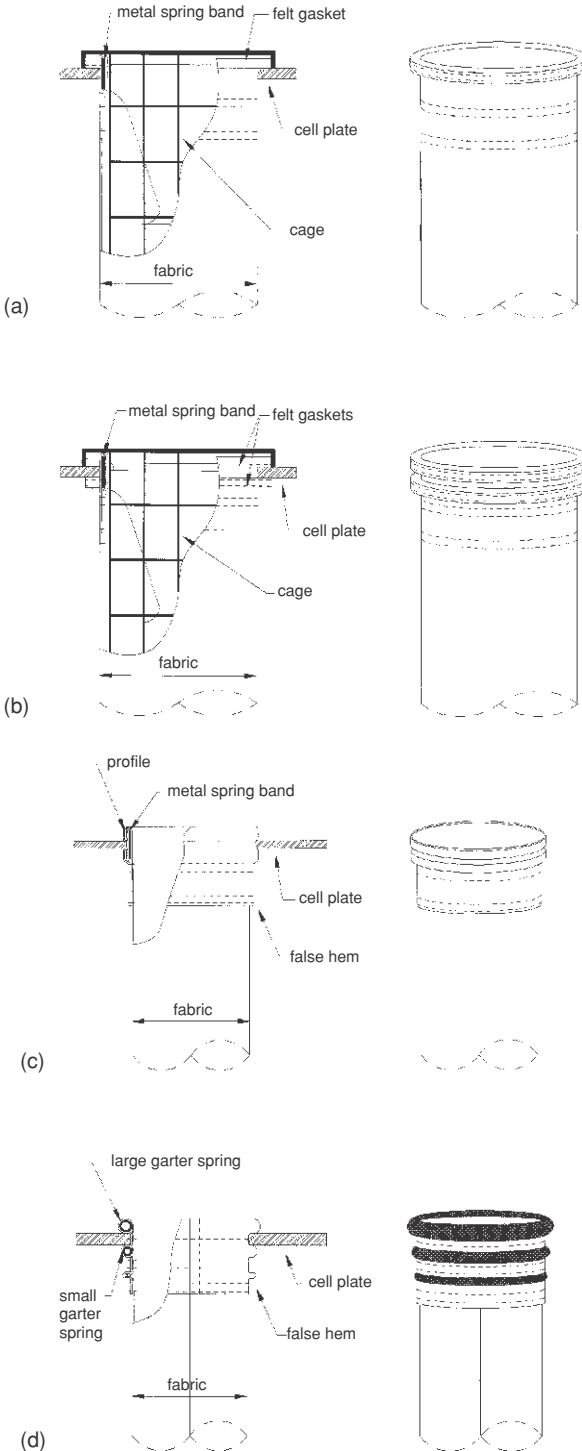 metal spring band
felt gasket
cell plate
cage
fabric
(a)
metal spring band
felt gaskets
cell plate
cage
fabric
(b)
profile
metal spring band
cell plate
false hem
fabric
(c)
large garter spring
cell plate
small
garter
spring
false hem
fabric
(d)